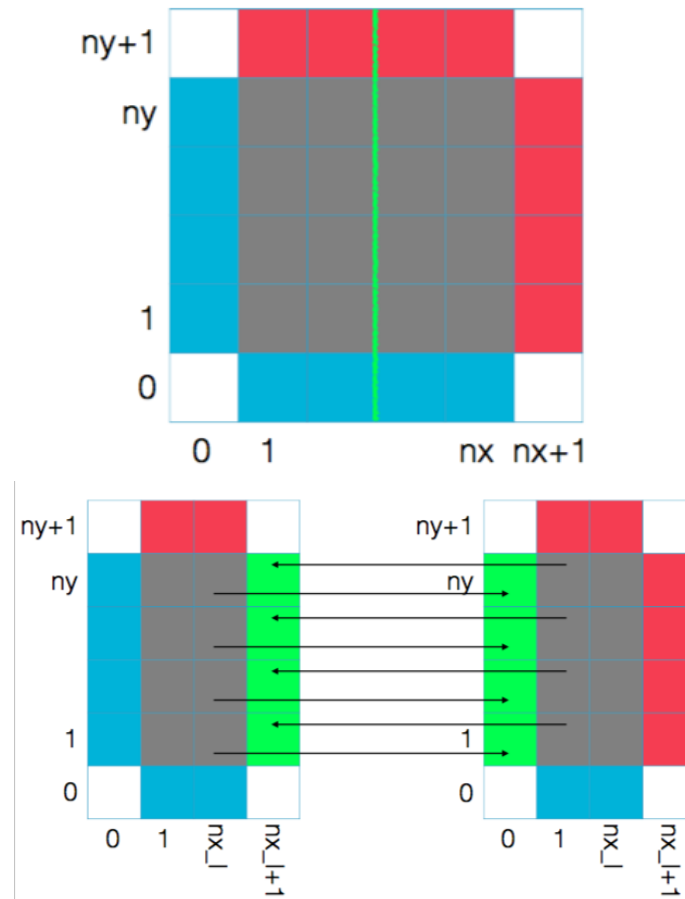 ny+1
ny
1
0
0 1 nx nx+1
ny+1 ny+1
ny ny
1 1
0 0
0 1 nx_l nx_l+1 0 1 nx_l nx_l+1